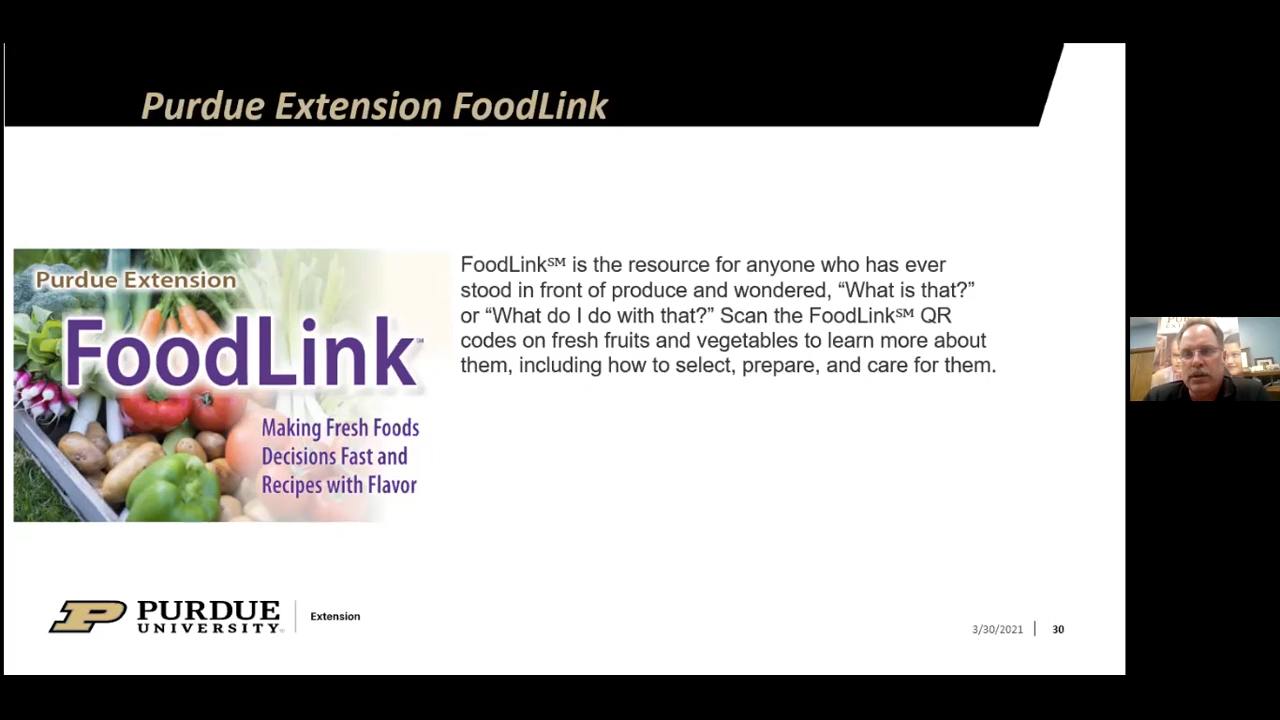 Purdue Extension FoodLink
Purdue Extension
FoodLink℠
Making Fresh Foods
Decisions Fast and
Recipes with Flavor
FoodLink℠ is the resource for anyone who has ever
stood in front of produce and wondered, “What is that?”
or “What do I do with that?” Scan the FoodLink℠ QR
codes on fresh fruits and vegetables to learn more about
them, including how to select, prepare, and care for them.
PURDUE
UNIVERSITY
Extension
3/30/2021
30